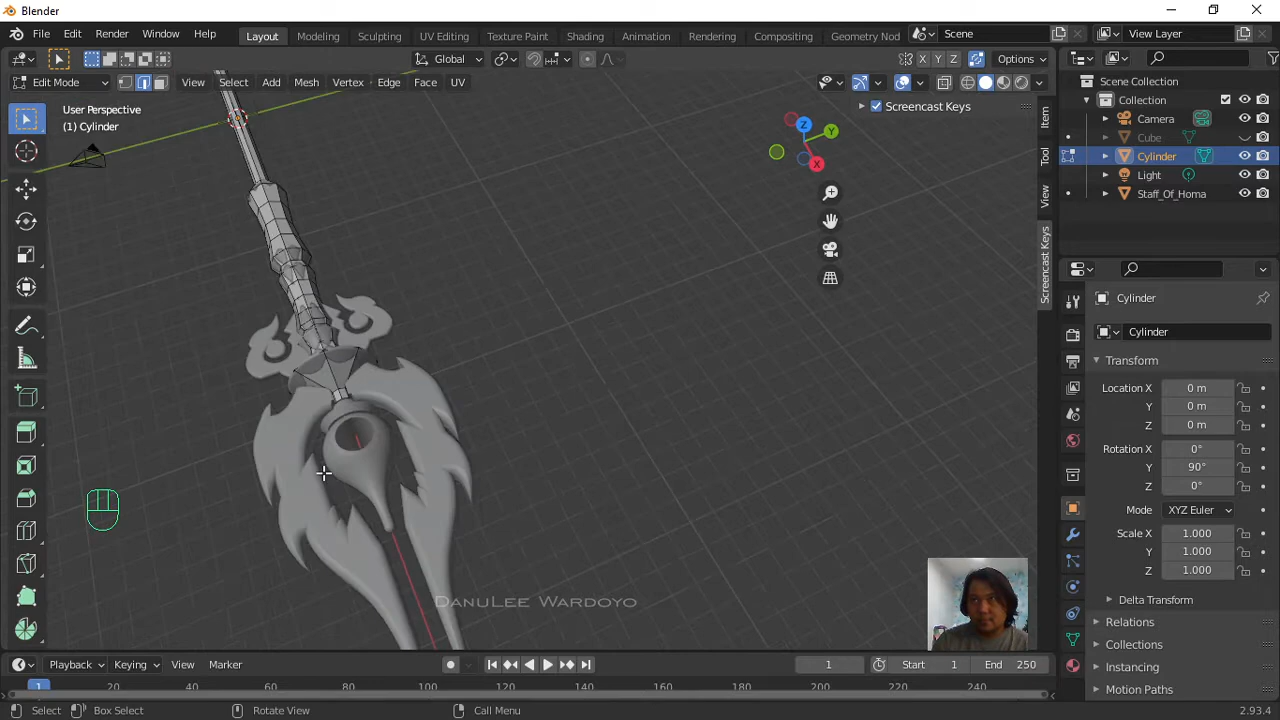 Blender
File Edit Render Window Help
Layout Modeling Sculpting UV Editing Texture Paint Shading Animation Rendering Compositing Geometry Nod
Scene
View Layer
Global
X Y Z
Options
Edit Mode
View Select Add Mesh Vertex Edge Face UV
User Perspective
(1) Cylinder
Screencast Keys
Z
Y
X
Item
Tool
View
Screencast Keys
Scene Collection
Collection
Camera
Cube
Cylinder
Light
Staff_Of_Homa
Cylinder
Cylinder
Transform
Location X 0 m
Y 0 m
Z 0 m
Rotation X 0°
Y 90°
Z 0°
Mode XYZ Euler
Scale X 1.000
Y 1.000
Z 1.000
Delta Transform
Relations
Collections
Instancing
Motion Paths
DanuLee Wardoyo
Playback Keying View Marker
1
Start 1 End 250
1 20 40 60 80 100 120 140 160 180 200 220 240
Select Box Select Rotate View Call Menu
2.93.4